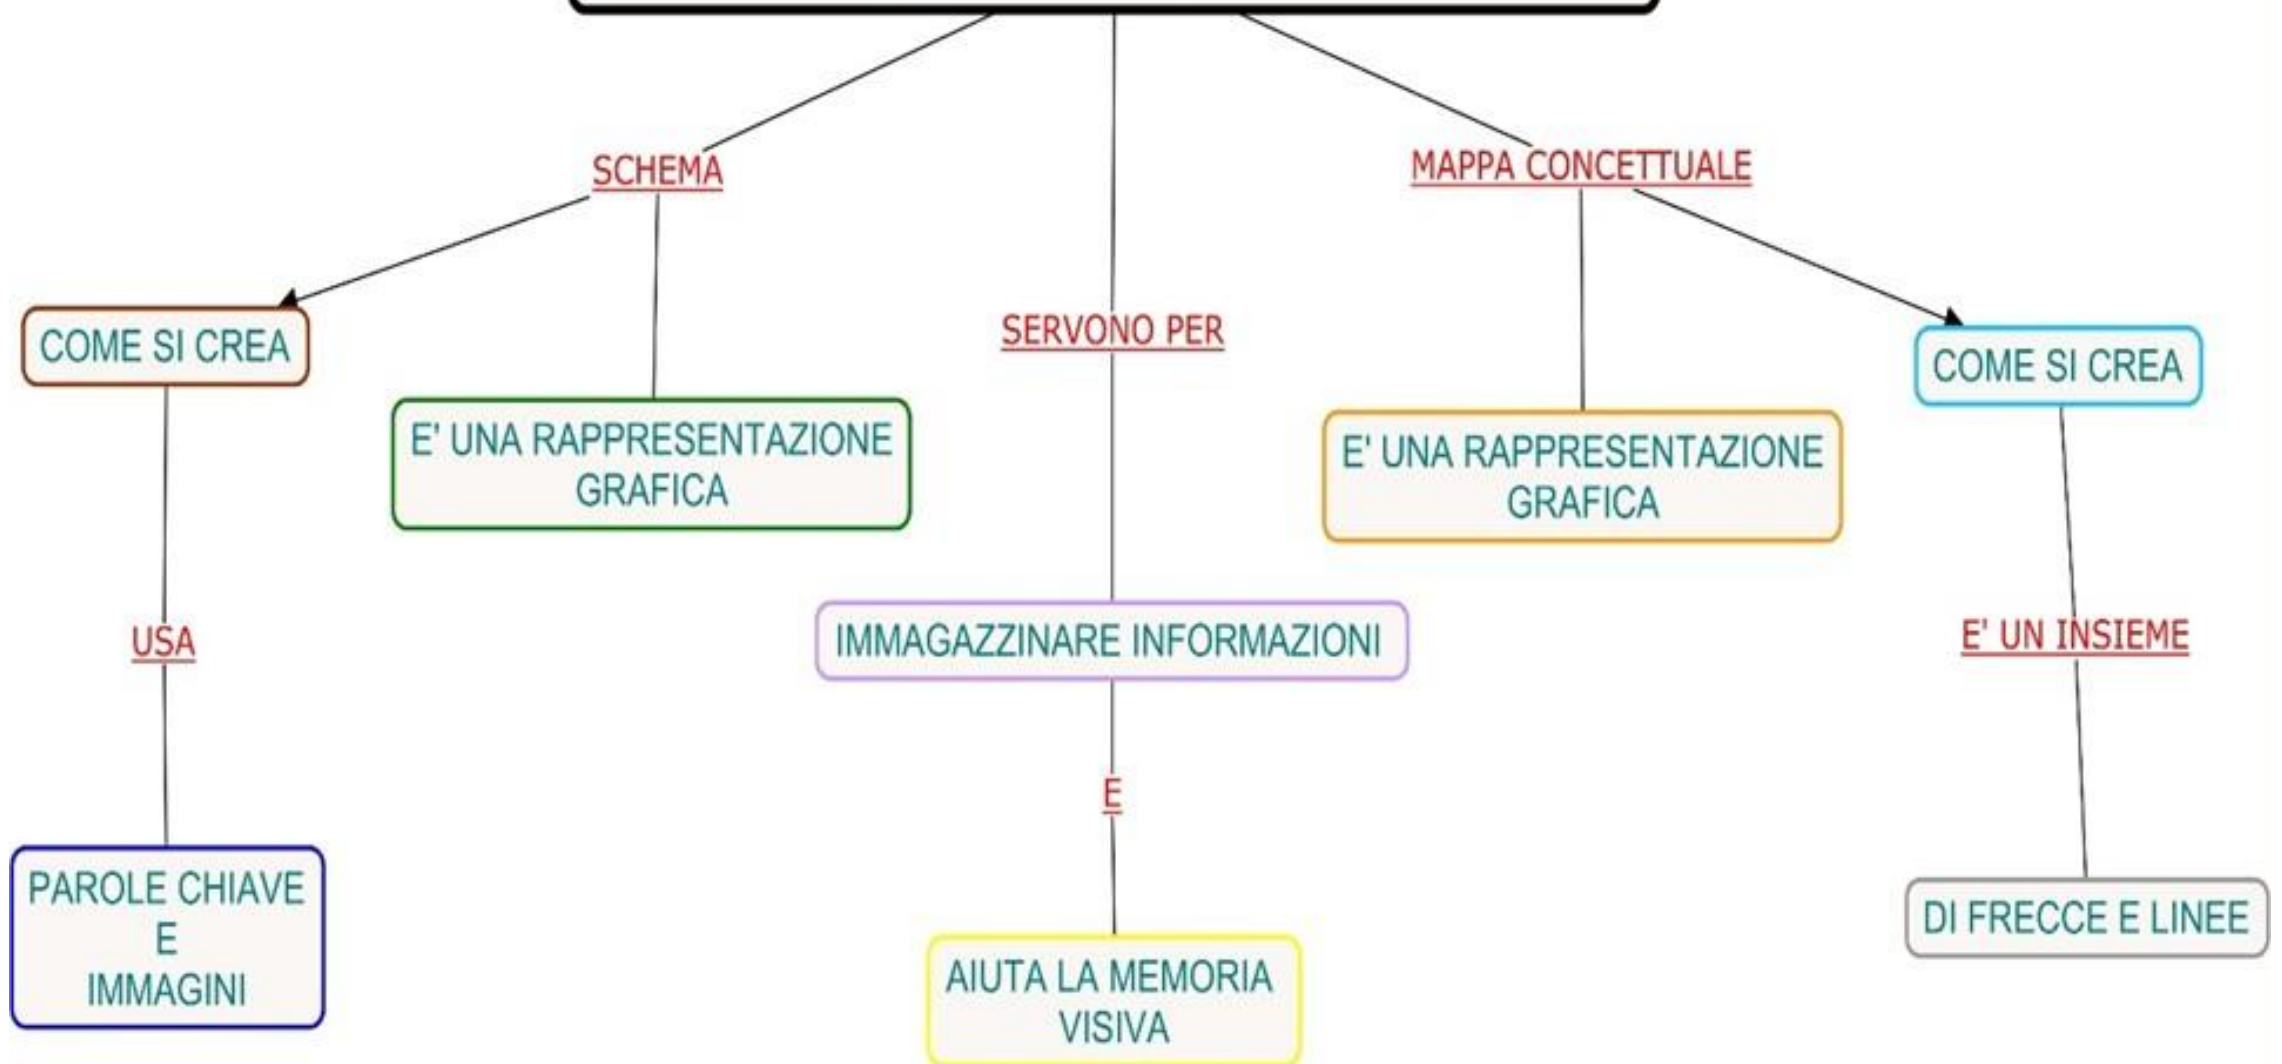 SCHEMA
MAPPA CONCETTUALE
COME SI CREA
SERVONO PER
COME SI CREA
E' UNA RAPPRESENTAZIONE
GRAFICA
E' UNA RAPPRESENTAZIONE
GRAFICA
USA
IMMAGAZZINARE INFORMAZIONI
E' UN INSIEME
E
PAROLE CHIAVE
E
IMMAGINI
AIUTA LA MEMORIA
VISIVA
DI FRECCE E LINEE